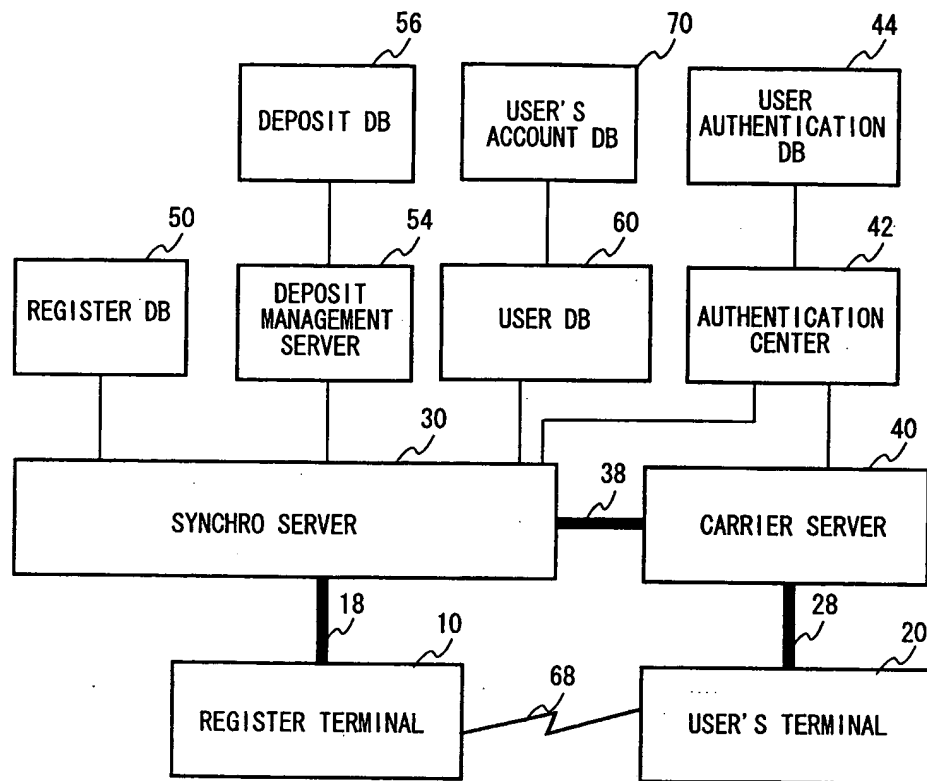 56
70
44
DEPOSIT DB
USER'S
ACCOUNT DB
USER
AUTHENTICATION
DB
50
54
60
42
REGISTER DB
DEPOSIT
MANAGEMENT
SERVER
USER DB
AUTHENTICATION
CENTER
30
40
SYNCHRO SERVER
38
CARRIER SERVER
18
10
28
20
REGISTER TERMINAL
68
USER'S TERMINAL